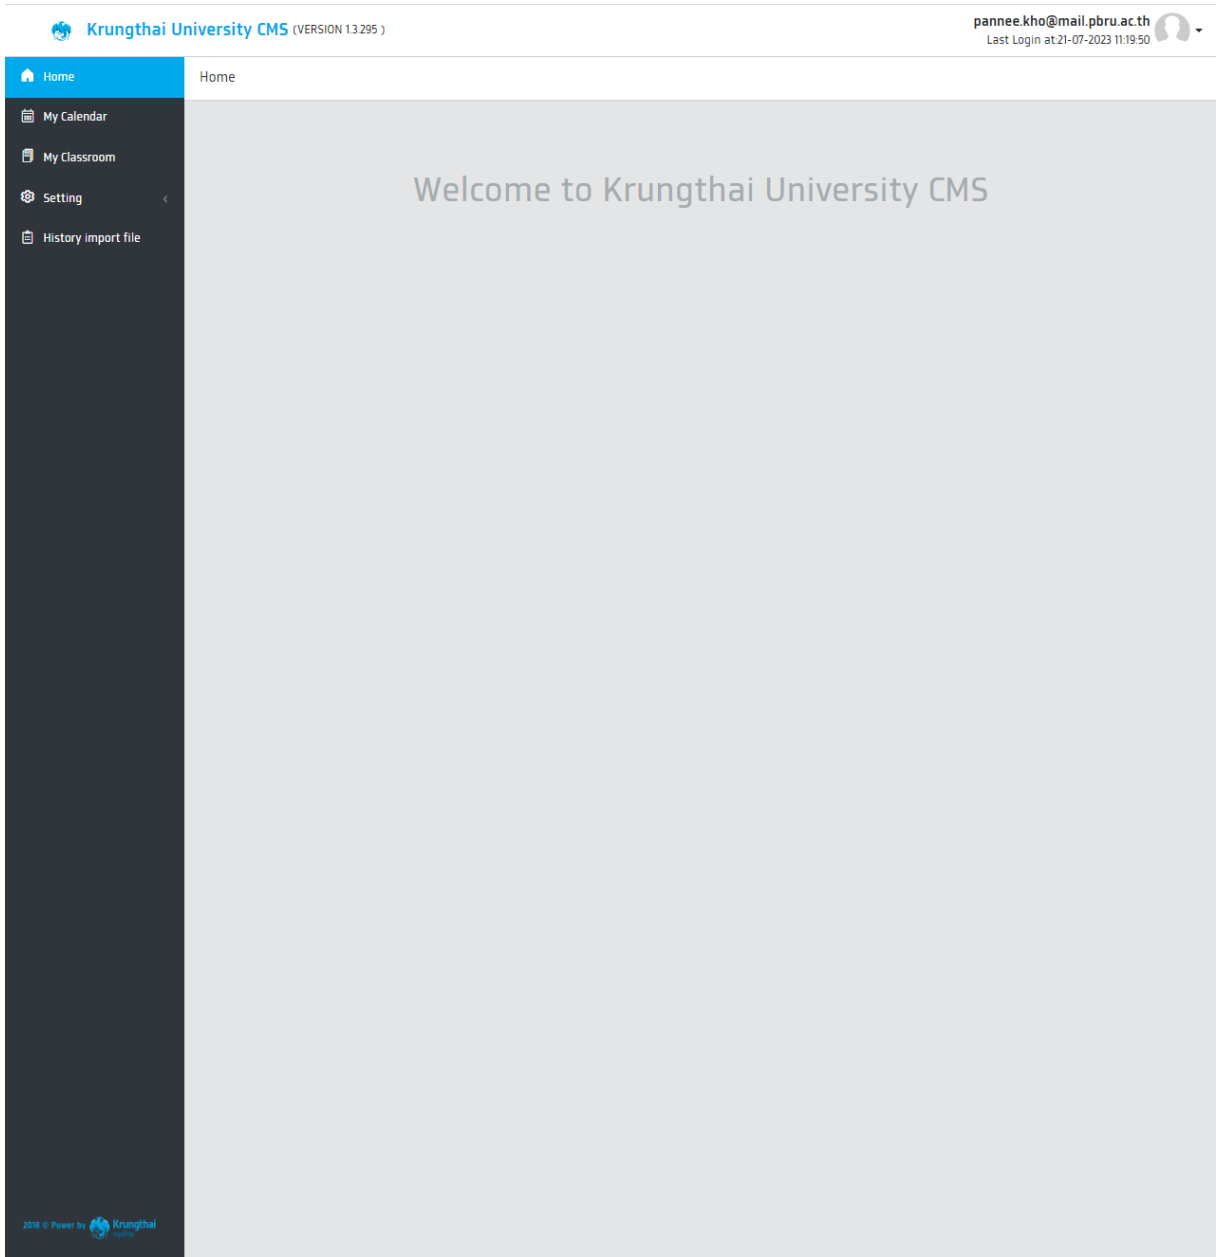 Krungthai University CMS (VERSION 1.3.295 )
pannee.kho@mail.pbru.ac.th
Last Login at:21-07-2023 11:19:50
Home
Home
My Calendar
My Classroom
Welcome to Krungthai University CMS
Setting
History import file
2018 © Power by Krungthai